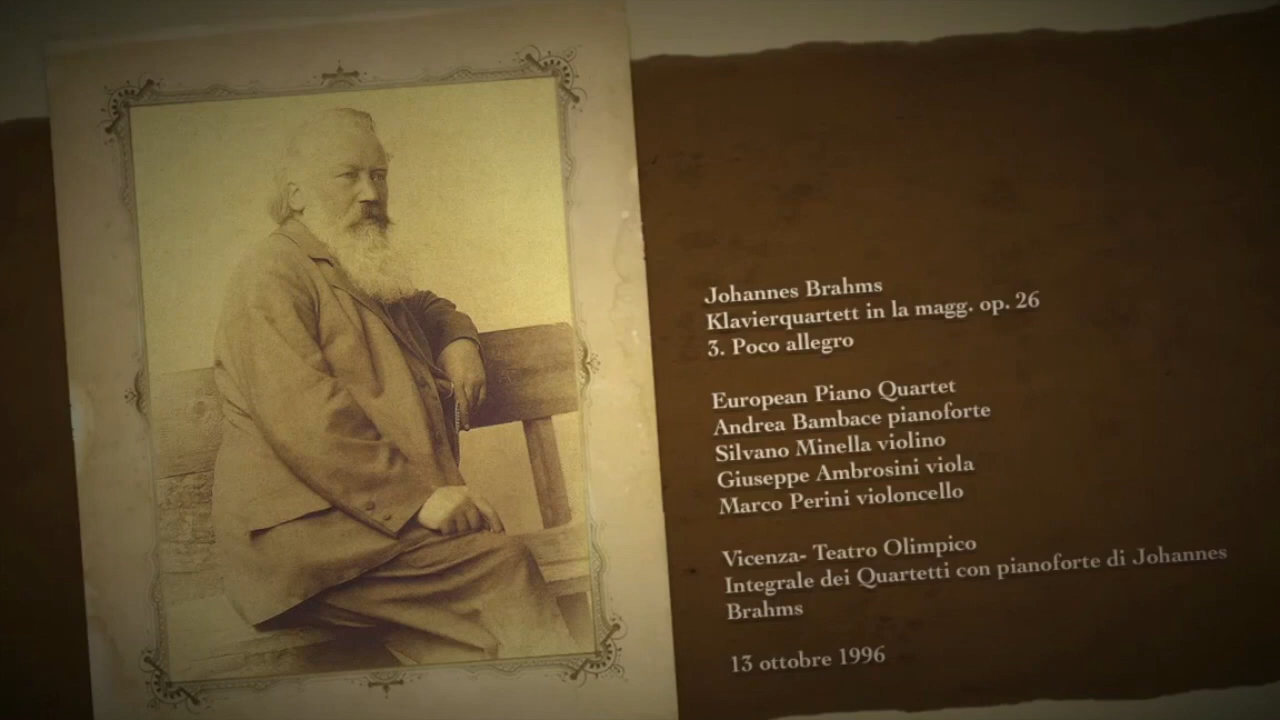 Johannes Brahms
Klavierquartett in la magg. op. 26
3. Poco allegro
European Piano Quartet
Andrea Bambace pianoforte
Silvano Minella violino
Giuseppe Ambrosini viola
Marco Perini violoncello
Vicenza- Teatro Olimpico
Integrale dei Quartetti con pianoforte di Johannes
Brahms
13 ottobre 1996